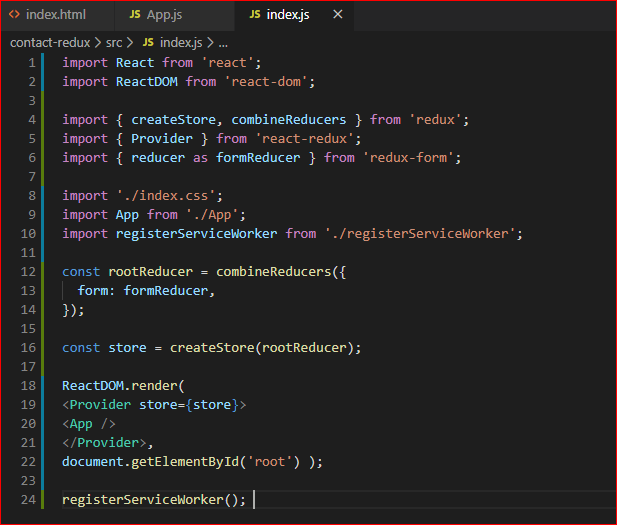 <> index.html JS App.js JS index.js ×
contact-redux > src > JS index.js > ...
1 import React from 'react';
2 import ReactDOM from 'react-dom';
3
4 import { createStore, combineReducers } from 'redux';
5 import { Provider } from 'react-redux';
6 import { reducer as formReducer } from 'redux-form';
7
8 import './index.css';
9 import App from './App';
10 import registerServiceWorker from './registerServiceWorker';
11
12 const rootReducer = combineReducers({
13   form: formReducer,
14 });
15
16 const store = createStore(rootReducer);
17
18 ReactDOM.render(
19 <Provider store={store}>
20 <App />
21 </Provider>,
22 document.getElementById('root') );
23
24 registerServiceWorker();